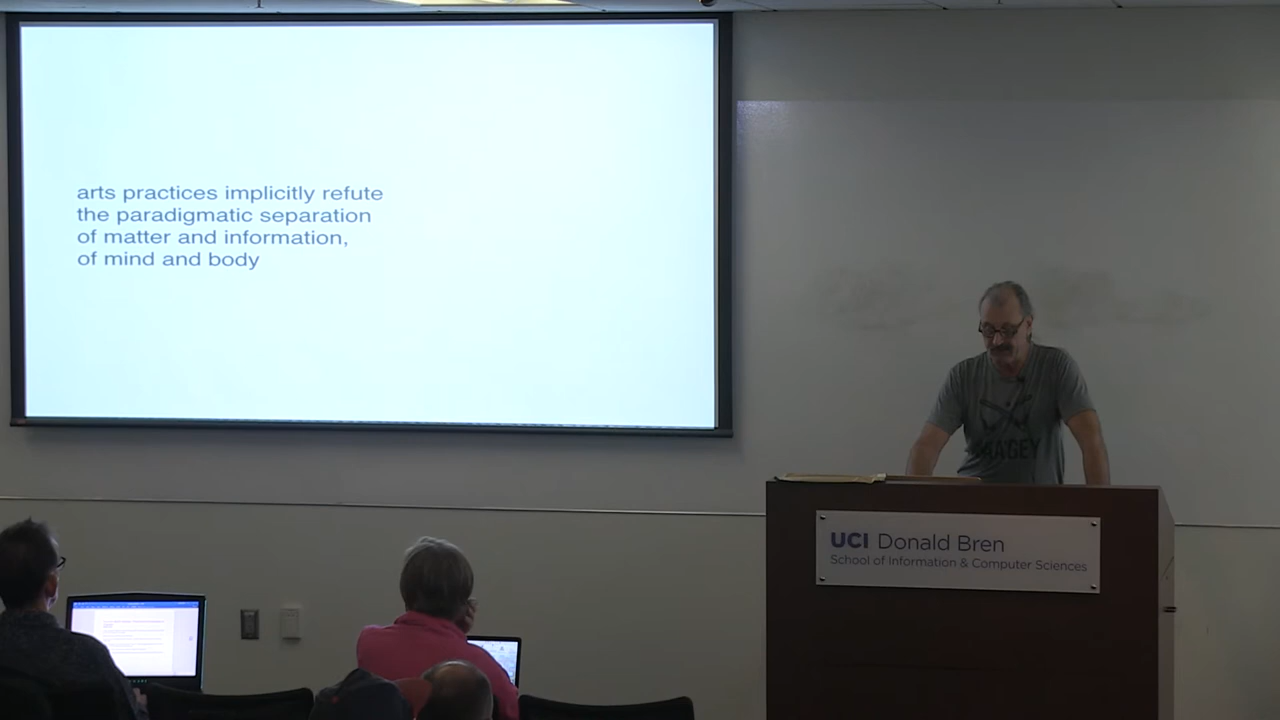 arts practices implicitly refute
the paradigmatic separation
of matter and information,
of mind and body
UCI Donald Bren
School of Information & Computer Sciences